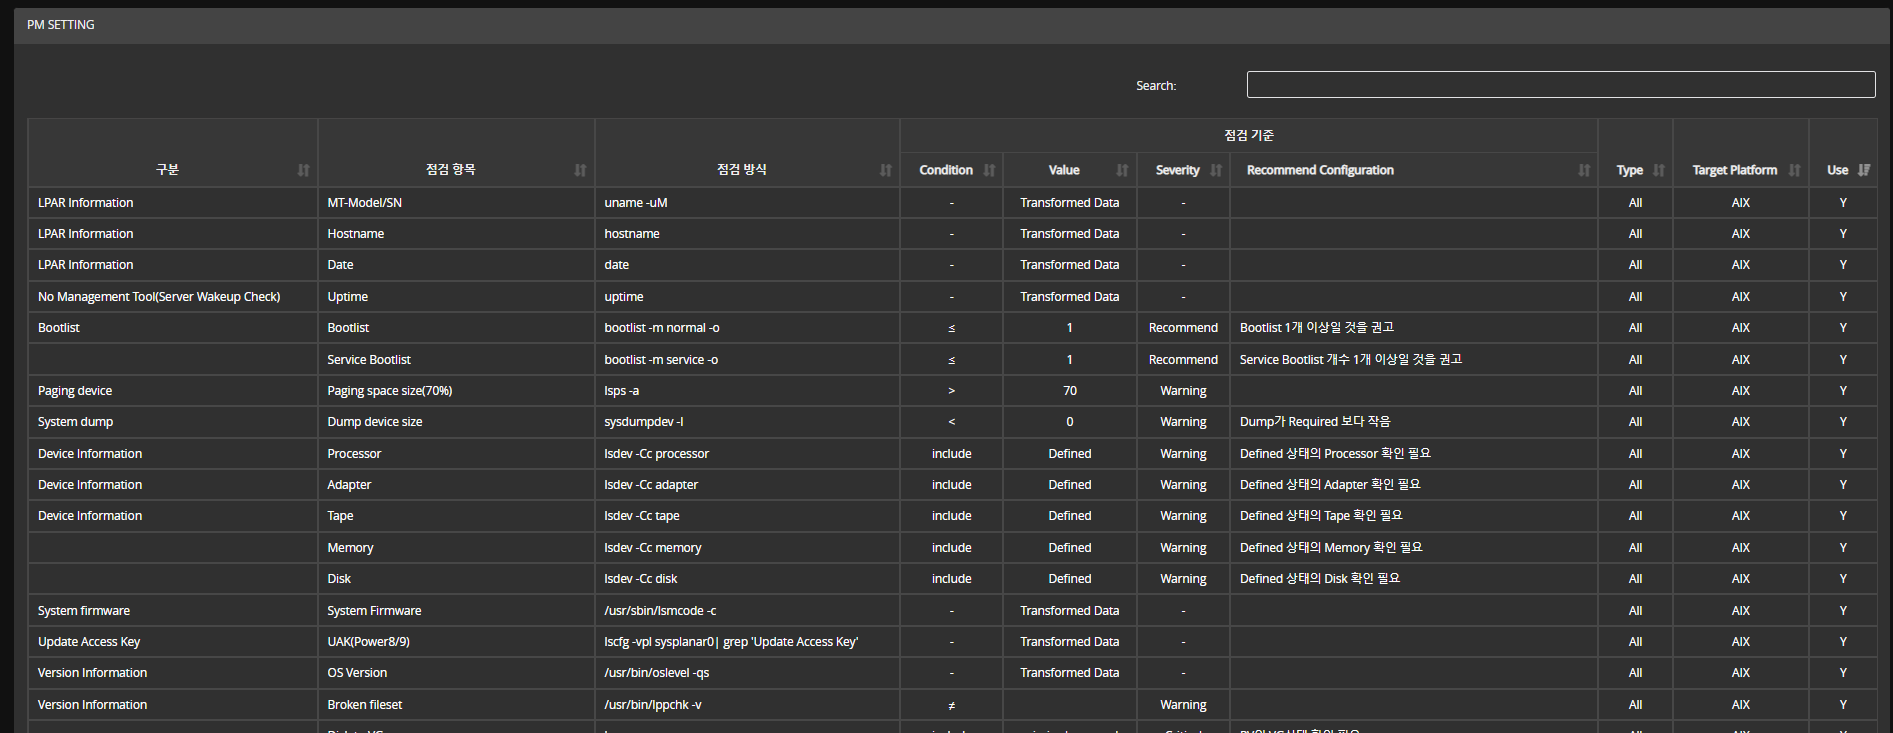 PM SETTING
Search:
점검 기준
구분 점검 항목 점검 방식 Condition Value Severity Recommend Configuration Type Target Platform Use
LPAR Information MT-Model/SN uname -uM - Transformed Data - All AIX Y
LPAR Information Hostname hostname - Transformed Data - All AIX Y
LPAR Information Date date - Transformed Data - All AIX Y
No Management Tool(Server Wakeup Check) Uptime uptime - Transformed Data - All AIX Y
Bootlist Bootlist bootlist -m normal -o ≤ 1 Recommend Bootlist 1개 이상일 것을 권고 All AIX Y
Service Bootlist bootlist -m service -o ≤ 1 Recommend Service Bootlist 개수 1개 이상일 것을 권고 All AIX Y
Paging device Paging space size(70%) lsps -a > 70 Warning All AIX Y
System dump Dump device size sysdumpdev -l < 0 Warning Dump가 Required 보다 작음 All AIX Y
Device Information Processor lsdev -Cc processor include Defined Warning Defined 상태의 Processor 확인 필요 All AIX Y
Device Information Adapter lsdev -Cc adapter include Defined Warning Defined 상태의 Adapter 확인 필요 All AIX Y
Device Information Tape lsdev -Cc tape include Defined Warning Defined 상태의 Tape 확인 필요 All AIX Y
Memory lsdev -Cc memory include Defined Warning Defined 상태의 Memory 확인 필요 All AIX Y
Disk lsdev -Cc disk include Defined Warning Defined 상태의 Disk 확인 필요 All AIX Y
System firmware System Firmware /usr/sbin/lsmcode -c - Transformed Data - All AIX Y
Update Access Key UAK(Power8/9) lscfg -vpl sysplanar0| grep 'Update Access Key' - Transformed Data - All AIX Y
Version Information OS Version /usr/bin/oslevel -qs - Transformed Data - All AIX Y
Version Information Broken fileset /usr/bin/lppchk -v ≠ Warning All AIX Y